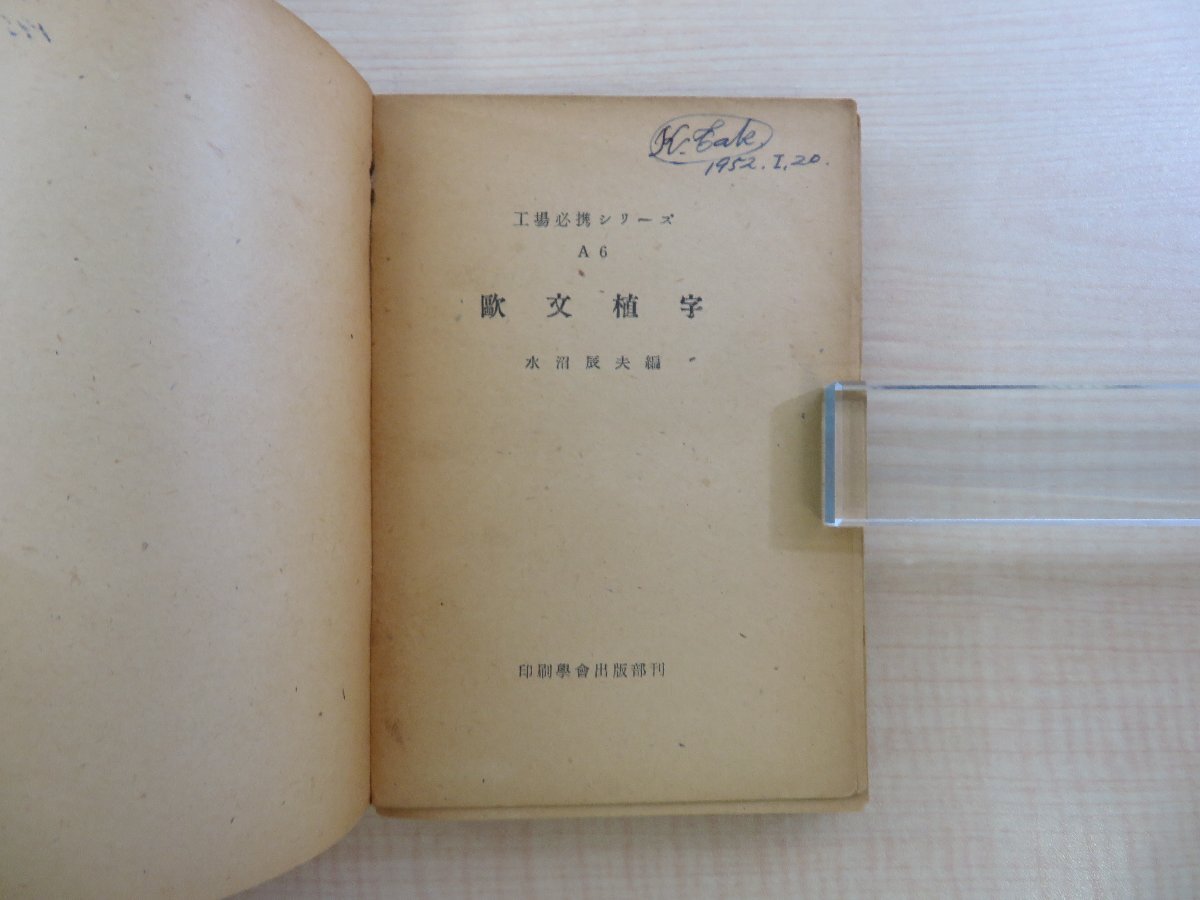 K. Tak
1952. I. 20.
工場必携シリーズ
A 6
歐文植字
水沼辰夫編
印刷學會出版部刊